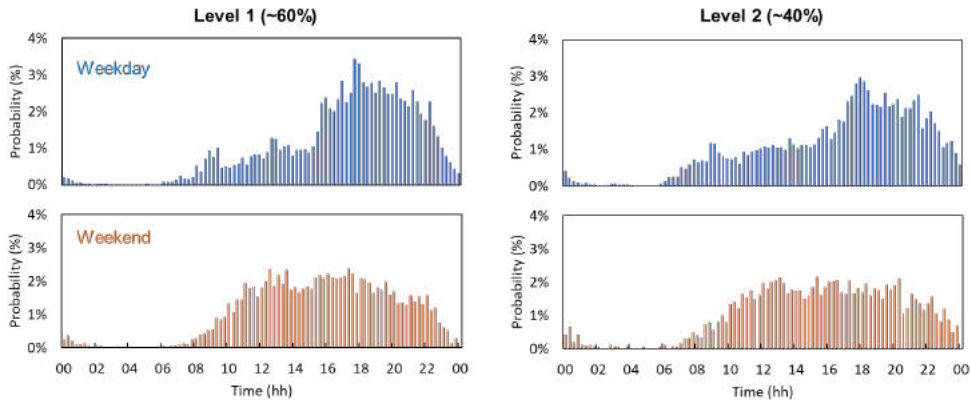 Level 1 (~60%)
Level 2 (~40%)
Probability (%)
4%
3%
2%
1%
0%
Weekday
Probability (%)
4%
3%
2%
1%
0%
Probability (%)
4%
3%
2%
1%
0%
Weekend
00 02 04 06 08 10 12 14 16 18 20 22 00
Time (hh)
Probability (%)
4%
3%
2%
1%
0%
00 02 04 06 08 10 12 14 16 18 20 22 00
Time (hh)